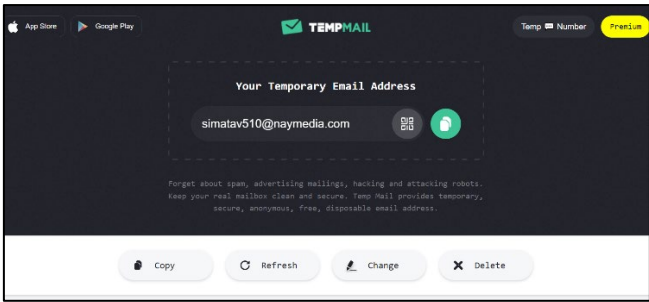 App Store
Google Play
TEMPMAIL
Temp Number
Premium
Your Temporary Email Address
simatav510@naymedia.com
Forget about spam, advertising mailings, hacking and attacking robots.
Keep your real mailbox clean and secure. Temp Mail provides temporary,
secure, anonymous, free, disposable email address.
Copy
Refresh
Change
Delete